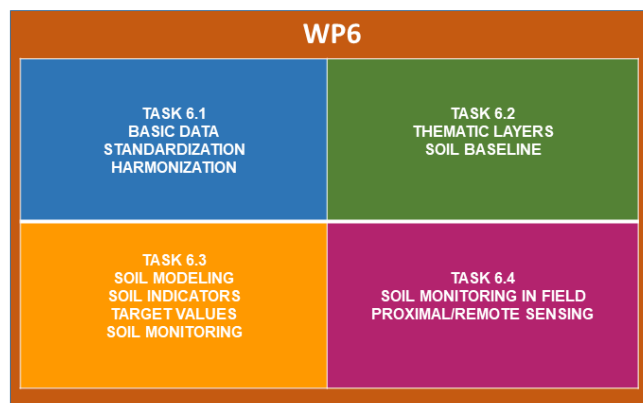 WP6
TASK 6.1
BASIC DATA
STANDARDIZATION
HARMONIZATION
TASK 6.2
THEMATIC LAYERS
SOIL BASELINE
TASK 6.3
SOIL MODELING
SOIL INDICATORS
TARGET VALUES
SOIL MONITORING
TASK 6.4
SOIL MONITORING IN FIELD
PROXIMAL/REMOTE SENSING